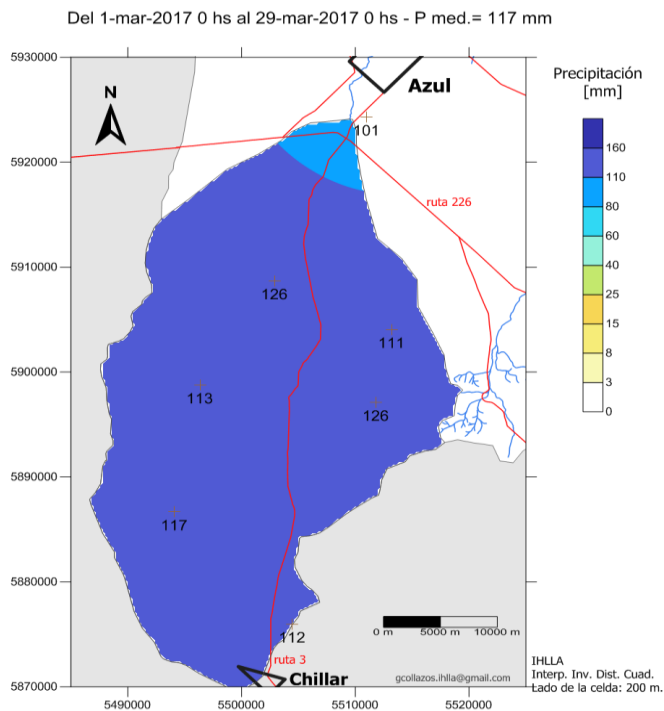 Del 1-mar-2017 0 hs al 29-mar-2017 0 hs - P med.= 117 mm
5930000
Azul
Precipitación
[mm]
N
101
160
5920000
110
ruta 226
80
60
5910000
40
126
25
111
15
5900000
8
113
126
3
0
5890000
117
5880000
0 m 5000 m 10000 m
112
ruta 3
IHLLA
Chillar
gcollazos.ihlla@gmail.com
Interp. Inv. Dist. Cuad.
5870000
Lado de la celda: 200 m.
5490000 5500000 5510000 5520000